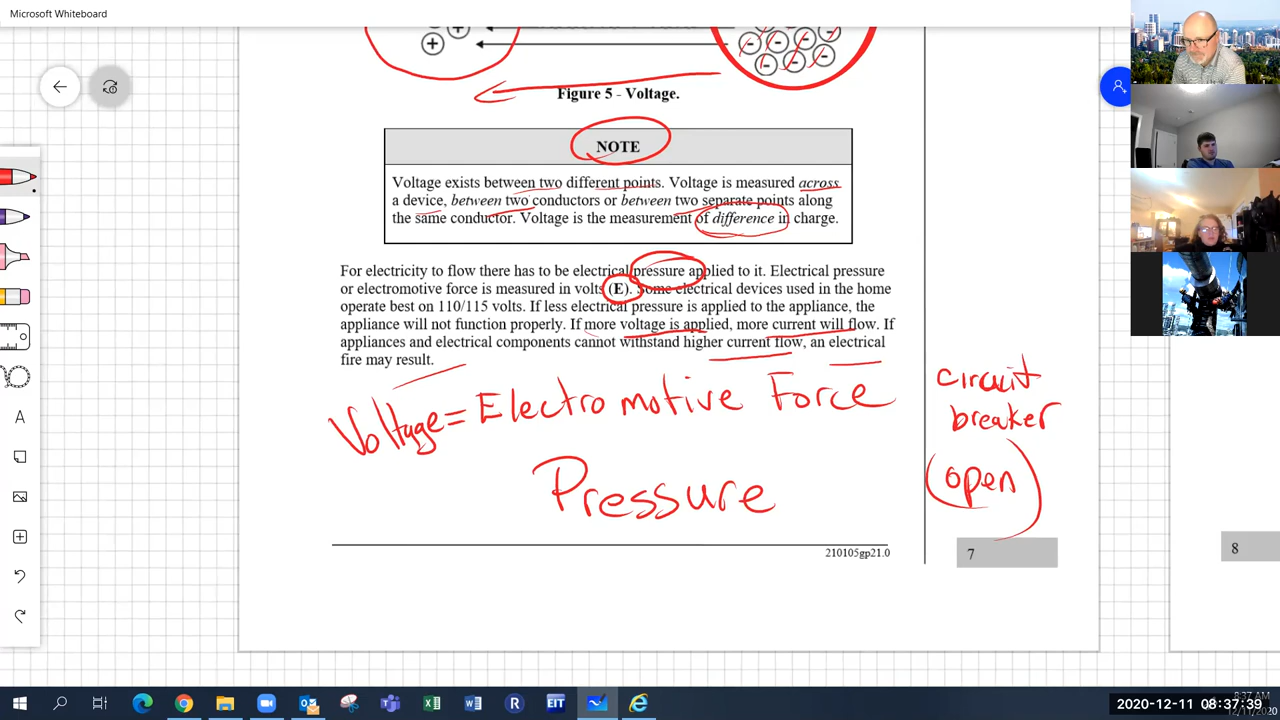 Microsoft Whiteboard
Figure 5 - Voltage.
NOTE
Voltage exists between two different points. Voltage is measured across
a device, between two conductors or between two separate points along
the same conductor. Voltage is the measurement of difference in charge.
For electricity to flow there has to be electrical pressure applied to it. Electrical pressure
or electromotive force is measured in volts (E). Some electrical devices used in the home
operate best on 110/115 volts. If less electrical pressure is applied to the appliance, the
appliance will not function properly. If more voltage is applied, more current will flow. If
appliances and electrical components cannot withstand higher current flow, an electrical
fire may result.
Voltage = Electromotive Force
Pressure
circuit
breaker
(open)
210105gp21.0
7
8
A
R
EIT
8:37 AM
2020-12-11 08:37:39